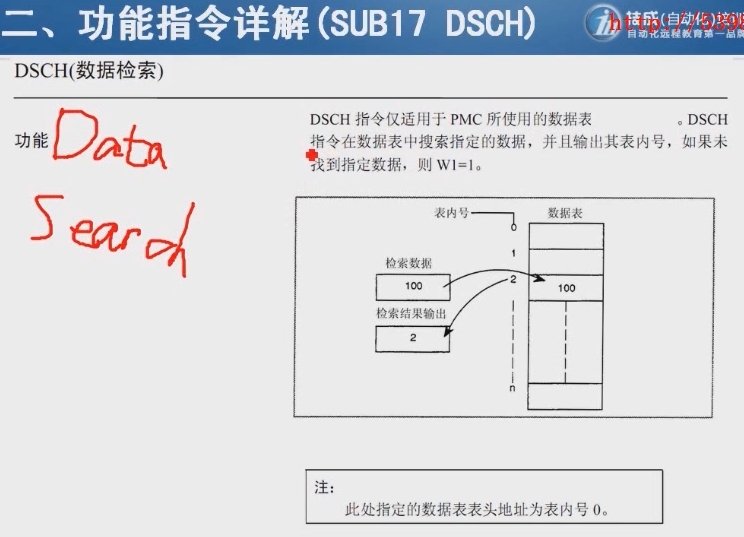 二、功能指令详解(SUB17 DSCH)
自动化远程教育第一品牌
DSCH(数据检索)
功能
Data
Search
DSCH 指令仅适用于 PMC 所使用的数据表 。DSCH
指令在数据表中搜索指定的数据，并且输出其表内号，如果未
找到指定数据，则 W1=1。
表内号
数据表
0
1
检索数据
100
2
100
检索结果输出
2
n
注：
此处指定的数据表表头地址为表内号 0。